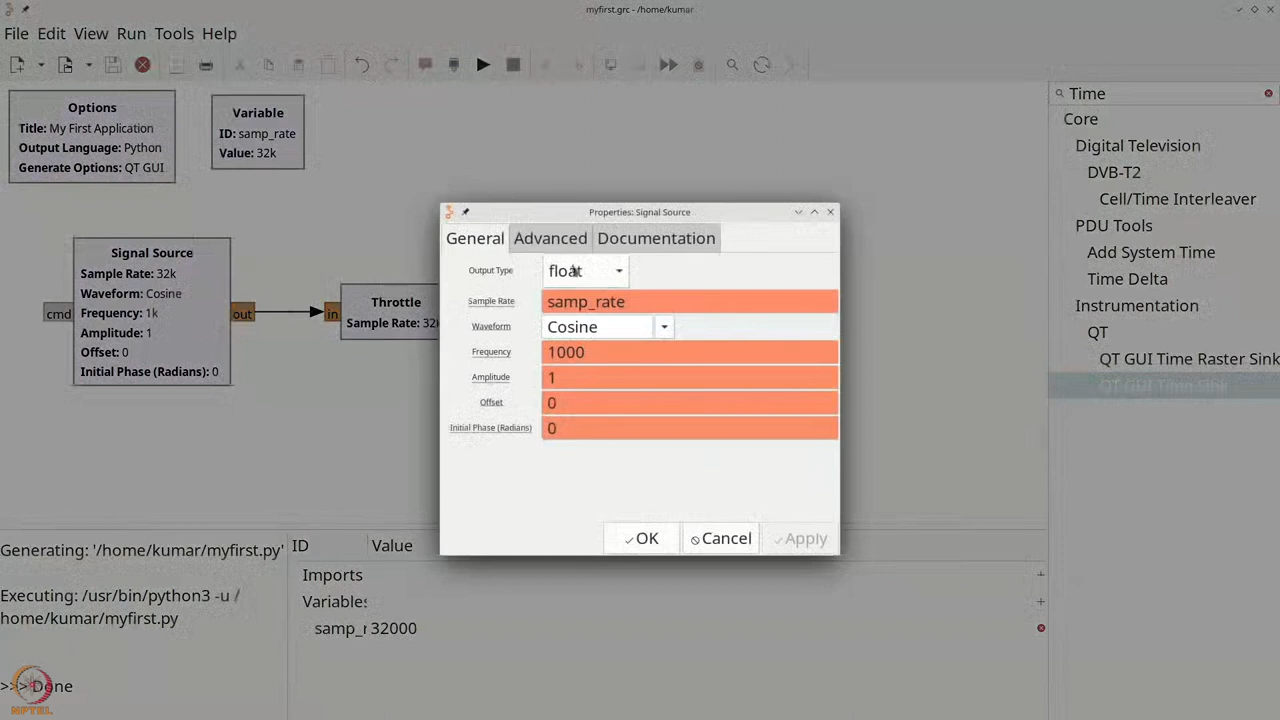 myfirst.grc - /home/kumar
File Edit View Run Tools Help
Options
Title: My First Application
Output Language: Python
Generate Options: QT GUI
Variable
ID: samp_rate
Value: 32k
Signal Source
Sample Rate: 32k
Waveform: Cosine
Frequency: 1k
Amplitude: 1
Offset: 0
Initial Phase (Radians): 0
cmd
out
in
Throttle
Sample Rate: 32k
Properties: Signal Source
General Advanced Documentation
Output Type float
Sample Rate samp_rate
Waveform Cosine
Frequency 1000
Amplitude 1
Offset 0
Initial Phase (Radians) 0
OK Cancel Apply
Time
Core
Digital Television
DVB-T2
Cell/Time Interleaver
PDU Tools
Add System Time
Time Delta
Instrumentation
QT
QT GUI Time Raster Sink
QT GUI Time Sink
Generating: '/home/kumar/myfirst.py'
Executing: /usr/bin/python3 -u /
home/kumar/myfirst.py
>>> Done
ID Value
Imports
Variables
samp_r 32000
NPTEL